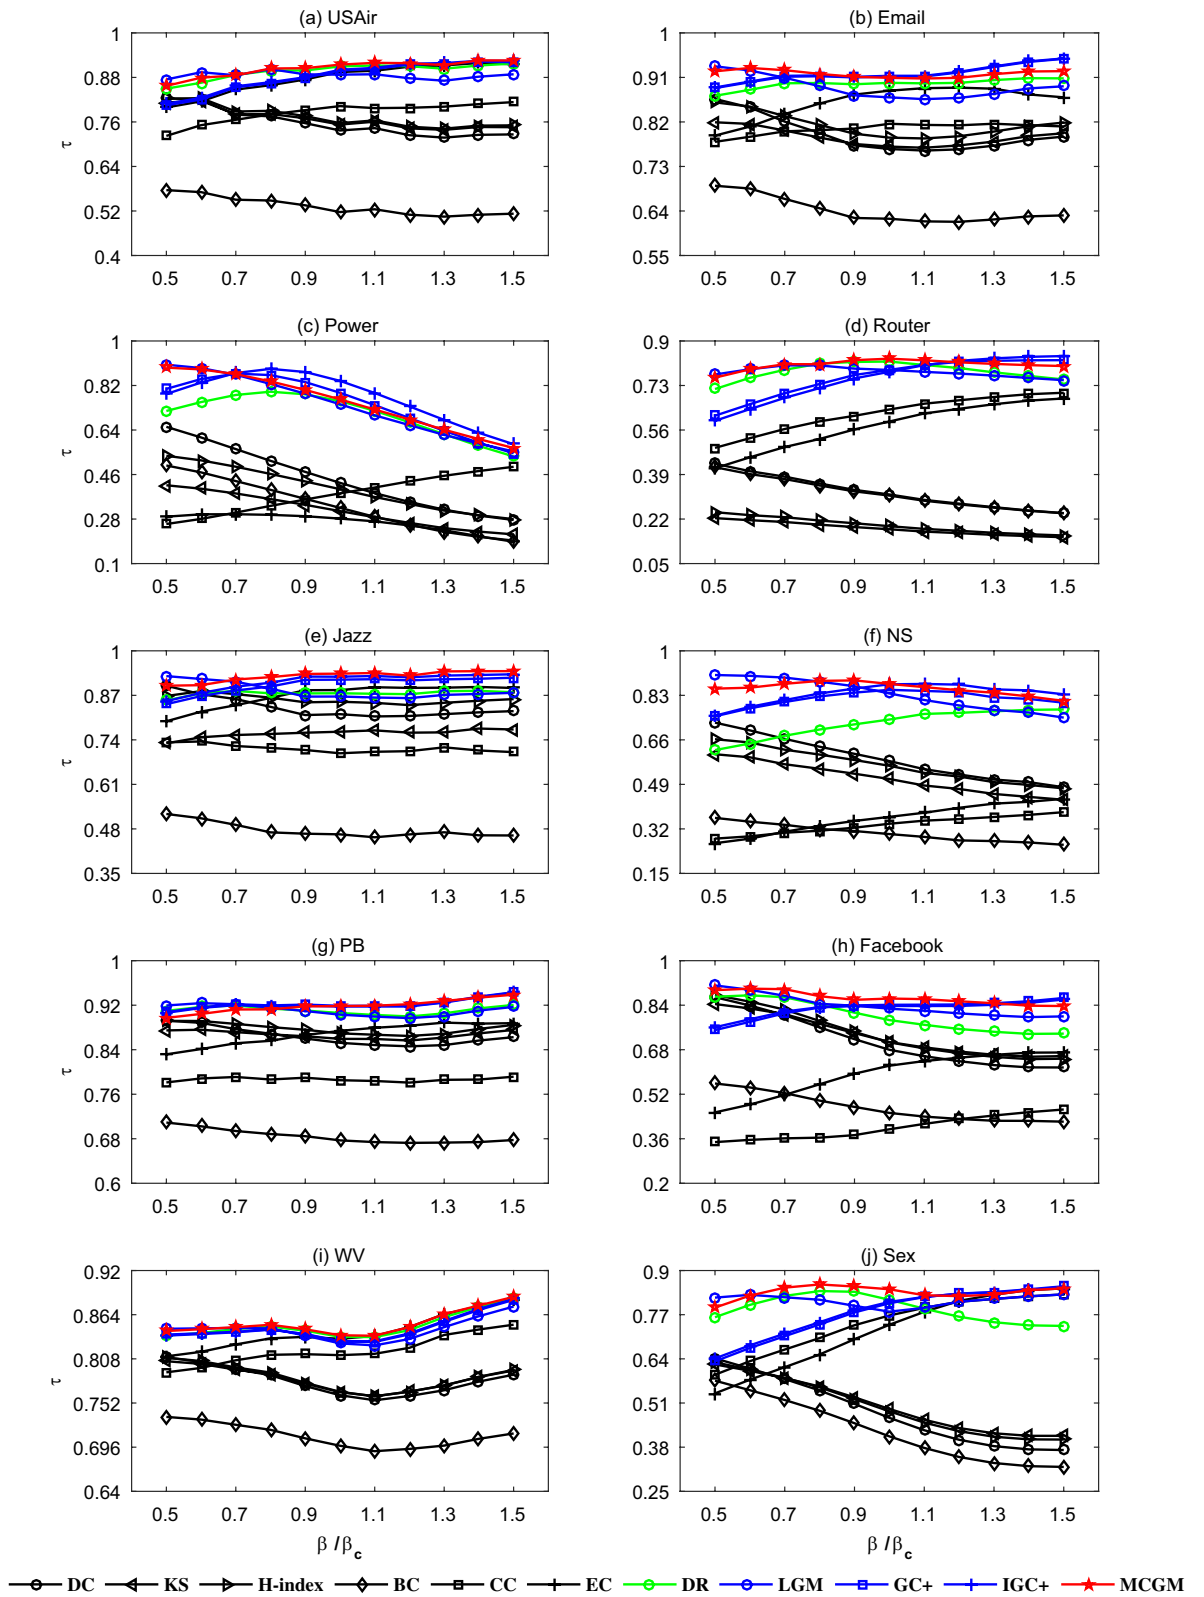 (a) USAir
(b) Email
1
0.88
0.76
0.64
0.52
0.4
τ
0.5 0.7 0.9 1.1 1.3 1.5
1
0.91
0.82
0.73
0.64
0.55
0.5 0.7 0.9 1.1 1.3 1.5
(c) Power
(d) Router
1
0.82
0.64
0.46
0.28
0.1
τ
0.5 0.7 0.9 1.1 1.3 1.5
0.9
0.73
0.56
0.39
0.22
0.05
0.5 0.7 0.9 1.1 1.3 1.5
(e) Jazz
(f) NS
1
0.87
0.74
0.61
0.48
0.35
τ
0.5 0.7 0.9 1.1 1.3 1.5
1
0.83
0.66
0.49
0.32
0.15
0.5 0.7 0.9 1.1 1.3 1.5
(g) PB
(h) Facebook
1
0.92
0.84
0.76
0.68
0.6
τ
0.5 0.7 0.9 1.1 1.3 1.5
1
0.84
0.68
0.52
0.36
0.2
0.5 0.7 0.9 1.1 1.3 1.5
(i) WV
(j) Sex
0.92
0.864
0.808
0.752
0.696
0.64
τ
0.5 0.7 0.9 1.1 1.3 1.5
β /βc
0.9
0.77
0.64
0.51
0.38
0.25
0.5 0.7 0.9 1.1 1.3 1.5
β /βc
DC KS H-index BC CC EC DR LGM GC+ IGC+ MCGM